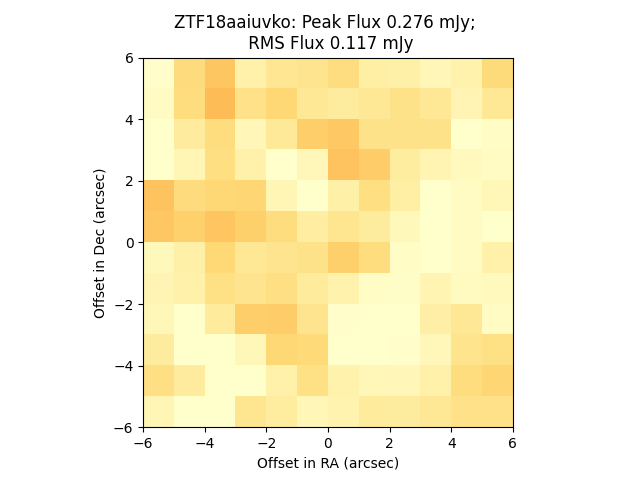 ZTF18aaiuvko: Peak Flux 0.276 mJy;
RMS Flux 0.117 mJy
6
4
2
0
−2
−4
−6
Offset in Dec (arcsec)
−6 −4 −2 0 2 4 6
Offset in RA (arcsec)